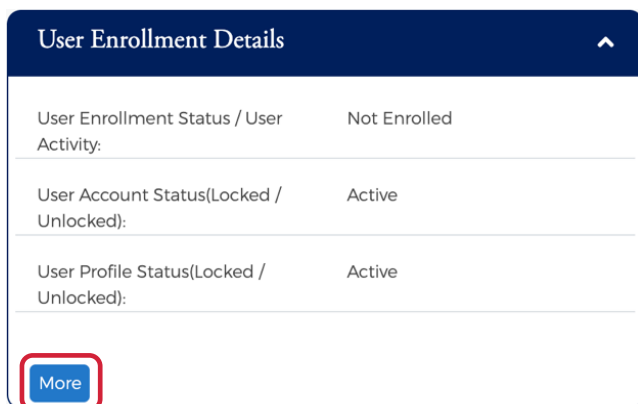 User Enrollment Details
User Enrollment Status / User Not Enrolled
Activity:
User Account Status(Locked / Active
Unlocked):
User Profile Status(Locked / Active
Unlocked):
More